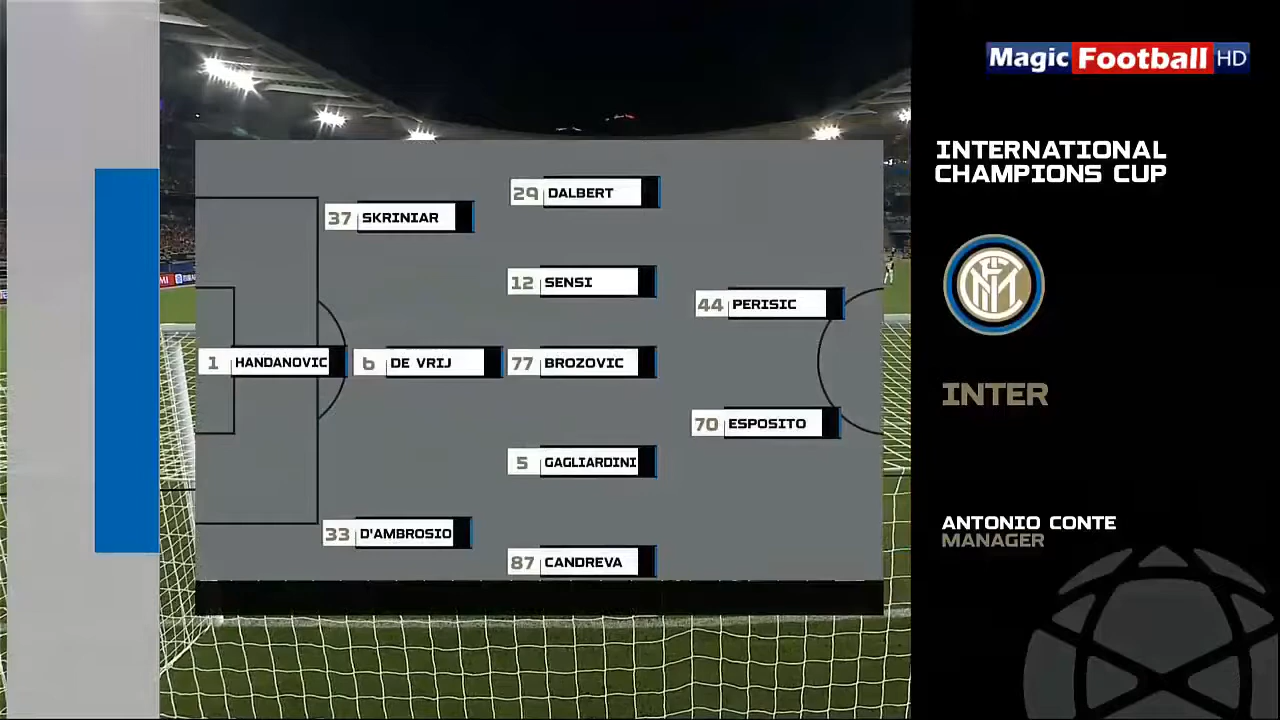 Magic Football HD
INTERNATIONAL
CHAMPIONS CUP
INTER
ANTONIO CONTE
MANAGER
1 HANDANOVIC
37 SKRINIAR
6 DE VRIJ
33 D'AMBROSIO
29 DALBERT
12 SENSI
77 BROZOVIC
5 GAGLIARDINI
87 CANDREVA
44 PERISIC
70 ESPOSITO